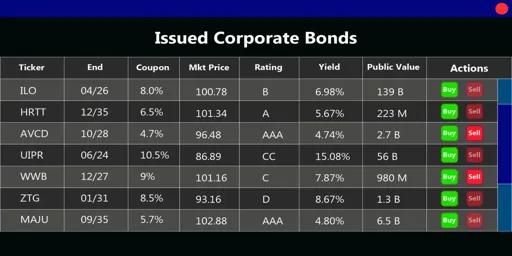 Issued Corporate Bonds
Ticker End Coupon Mkt Price Rating Yield Public Value Actions
ILO 04/26 8.0% 100.78 B 6.98% 139 B Buy Sell
HRTT 12/35 6.5% 101.34 A 5.67% 223 M Buy Sell
AVCD 10/28 4.7% 96.48 AAA 4.74% 2.7 B Buy Sell
UIPR 06/24 10.5% 86.89 CC 15.08% 56 B Buy Sell
WWB 12/27 9% 101.16 C 7.87% 980 M Buy Sell
ZTG 01/31 8.5% 93.16 D 8.67% 1.3 B Buy Sell
MAJU 09/35 5.7% 102.88 AAA 4.80% 6.5 B Buy Sell